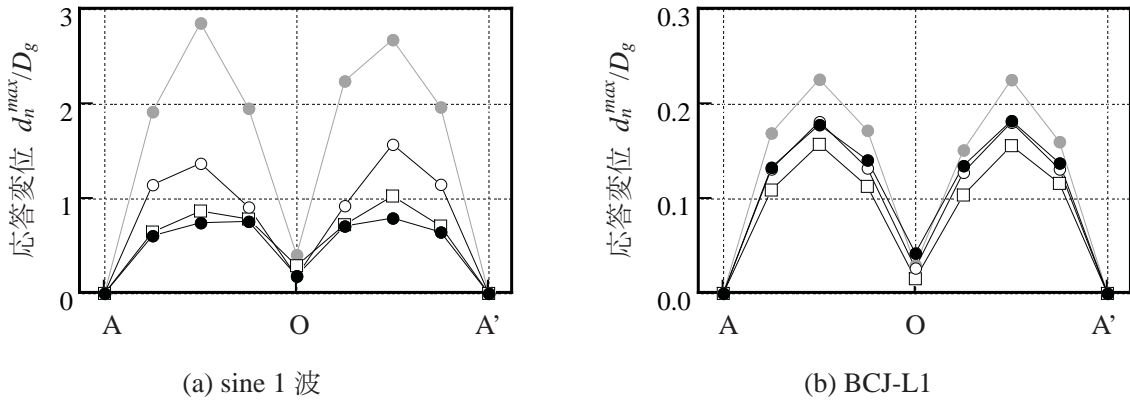 3
2
1
0
応答変位 d_n^max/D_g
A
O
A'
(a) sine 1 波
0.3
0.2
0.1
0
応答変位 d_n^max/D_g
A
O
A'
(b) BCJ-L1